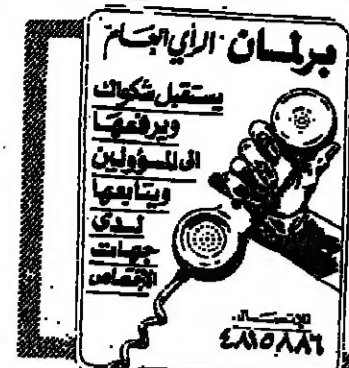 برلمان الرأي العام
يستقبل شكواك
ويرفعها
الى المسؤولين
ويتابعها
لدى
جهات
الاختصاص
للاتصال:
٤٨١٥٨٨٦